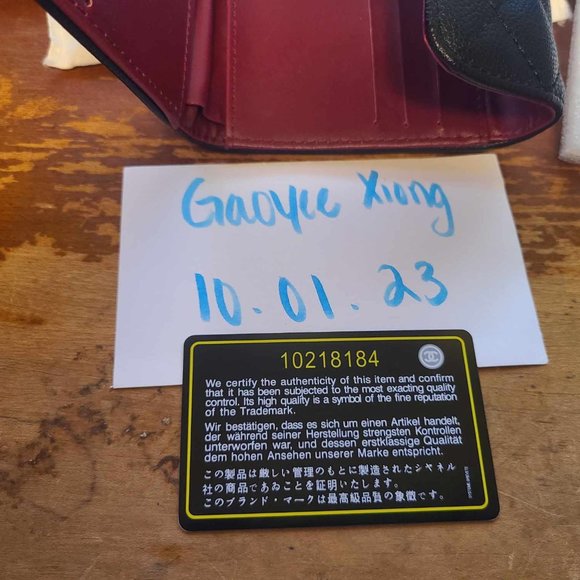 Gaoyee Xiong
10.01.23
10218184
We certify the authenticity of this item and confirm
that it has been subjected to the most exacting quality
control. Its high quality is a symbol of the fine reputation
of the Trademark.
Wir bestätigen, dass es sich um einen Artikel handelt,
der während seiner Herstellung strengsten Kontrollen
unterworfen war, und dessen erstklässige Qualität
dem hohen Ansehen unserer Marke entspricht.
この製品は厳しい管理のもとに製造されたシャネル
社の商品であおことを証明いたします。
このブランド・マークは最高級品質の象徴です。